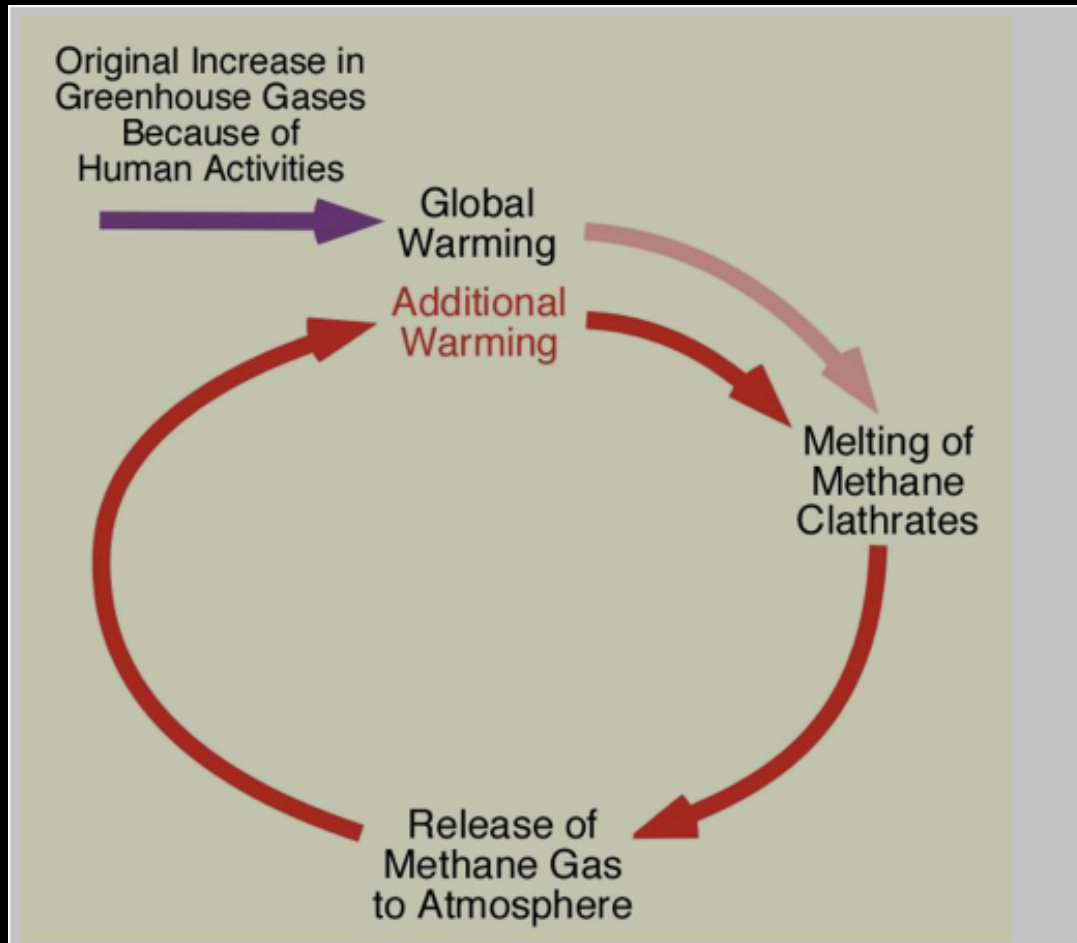 Original Increase in
Greenhouse Gases
Because of
Human Activities
Global
Warming
Additional
Warming
Melting of
Methane
Clathrates
Release of
Methane Gas
to Atmosphere